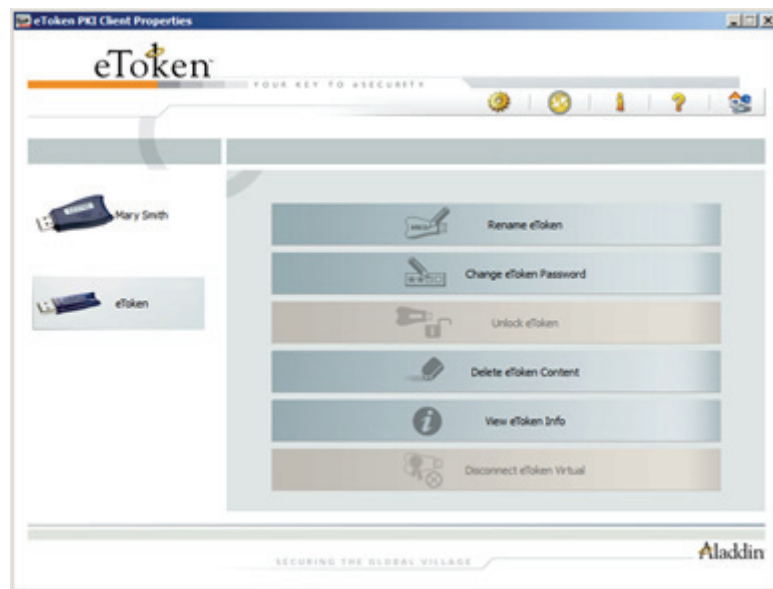 eToken PKI Client Properties
eToken
YOUR KEY TO eSECURITY
Mary Smith
eToken
Rename eToken
Change eToken Password
Unlock eToken
Delete eToken Content
View eToken Info
Disconnect eToken Virtual
SECURING THE GLOBAL VILLAGE
Aladdin